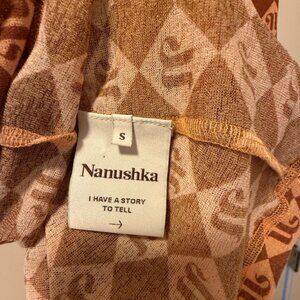 S
Nanushka
I HAVE A STORY
TO TELL
→